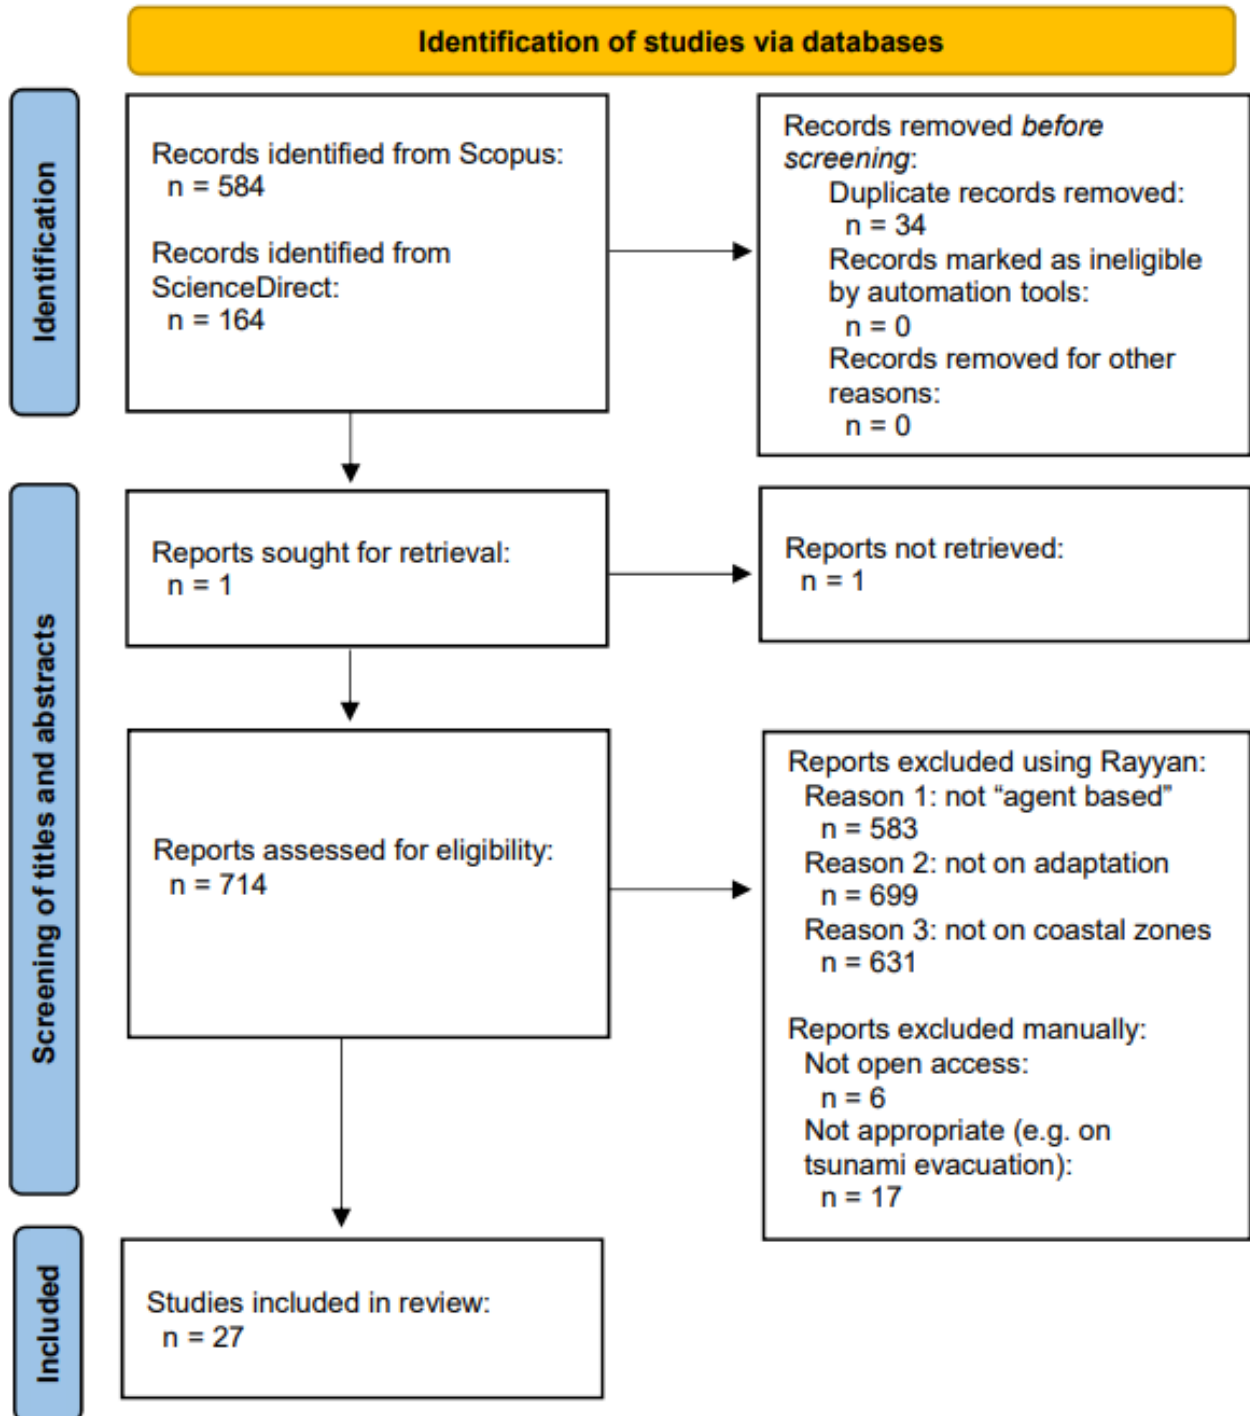 Identification of studies via databases
Identification
Records identified from Scopus:
n = 584
Records identified from
ScienceDirect:
n = 164
Records removed before
screening:
Duplicate records removed:
n = 34
Records marked as ineligible
by automation tools:
n = 0
Records removed for other
reasons:
n = 0
Screening of titles and abstracts
Reports sought for retrieval:
n = 1
Reports not retrieved:
n = 1
Reports assessed for eligibility:
n = 714
Reports excluded using Rayyan:
Reason 1: not “agent based”
n = 583
Reason 2: not on adaptation
n = 699
Reason 3: not on coastal zones
n = 631
Reports excluded manually:
Not open access:
n = 6
Not appropriate (e.g. on
tsunami evacuation):
n = 17
Included
Studies included in review:
n = 27